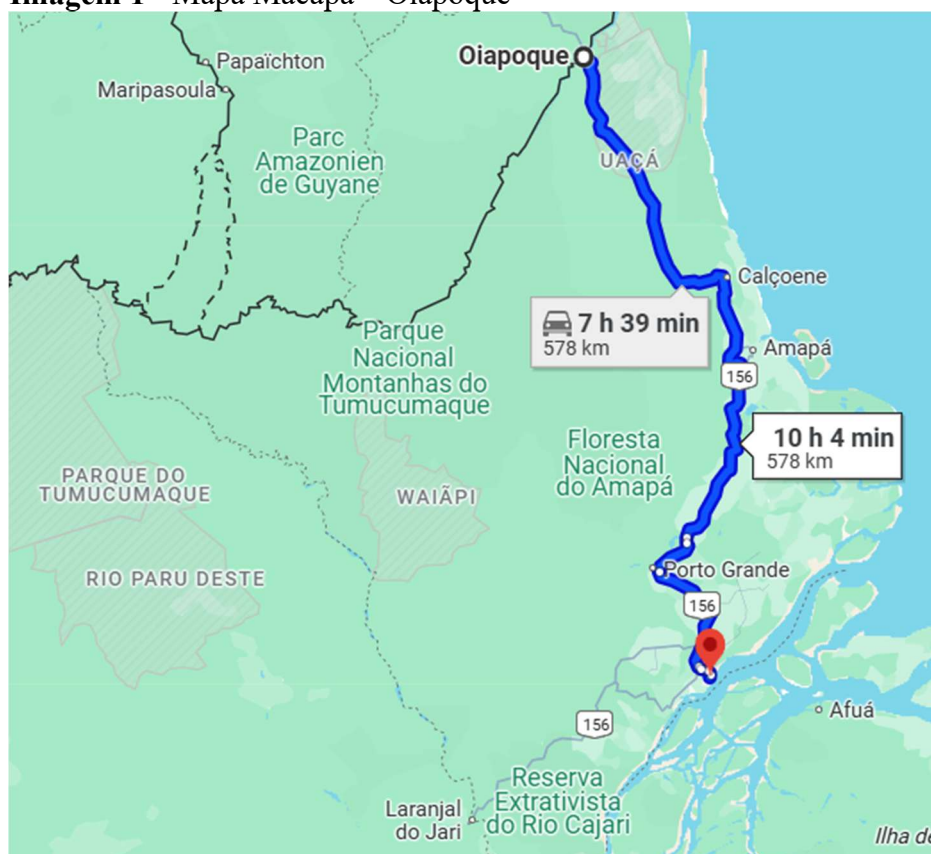 Imagem 1 - Mapa Macapá – Oiapoque
Oiapoque
Papaïchton
Maripasoula
Parc
Amazonien
de Guyane
UAÇÁ
Calçoene
7 h 39 min
578 km
Parque
Nacional
Montanhas do
Tumucumaque
Amapá
156
10 h 4 min
578 km
Floresta
Nacional
do Amapá
PARQUE DO
TUMUCUMAQUE
WAIÃPI
RIO PARU DESTE
Porto Grande
156
Afuá
156
Reserva
Extrativista
do Rio Cajari
Laranjal
do Jari
Ilha de